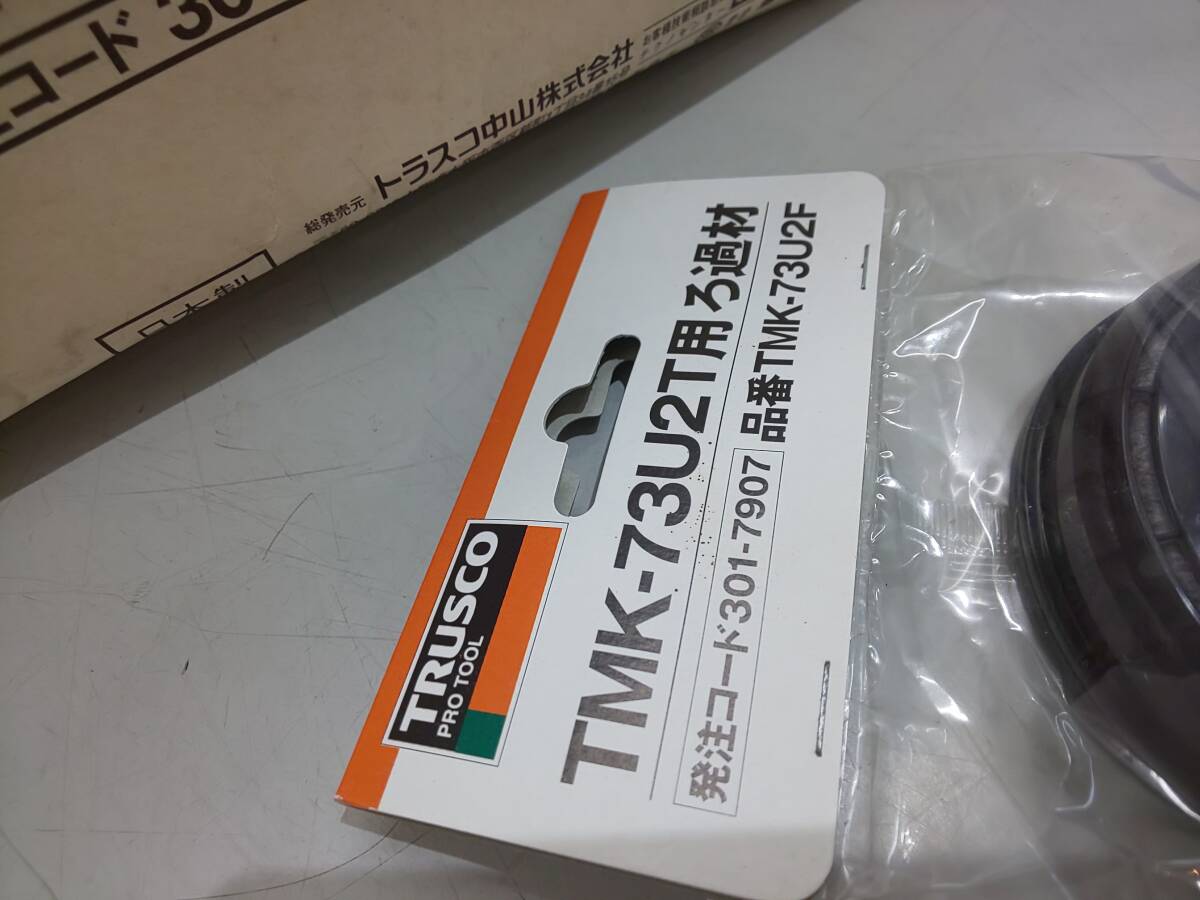 コード 30
総発売元 トラスコ中山株式会社
日本製
TRUSCO
PRO TOOL
TMK-73U2T用ろ過材
発注コード301-7907 品番TMK-73U2F